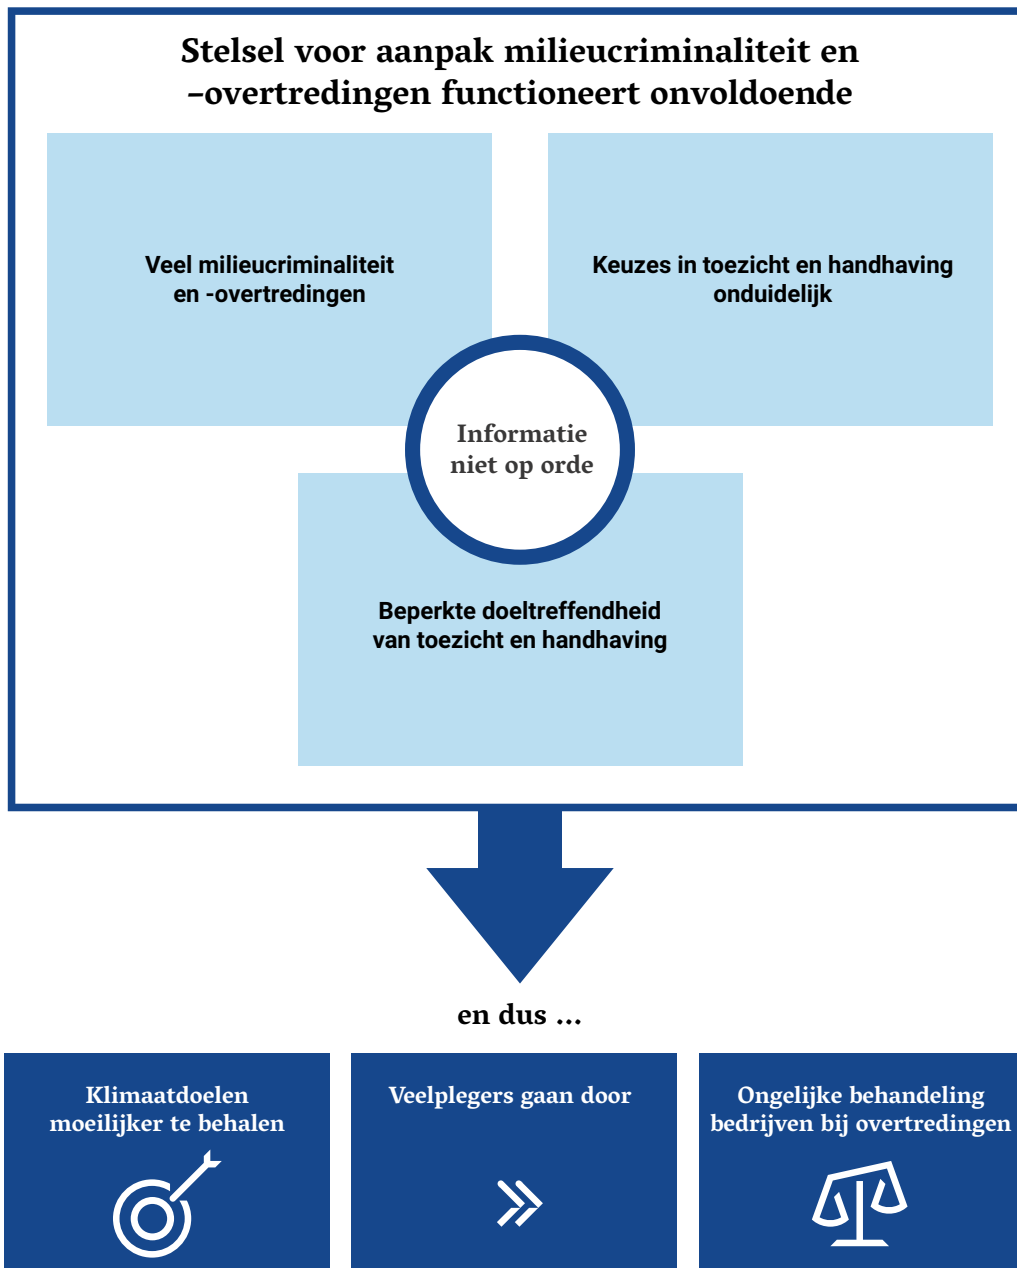 Stelsel voor aanpak milieucriminaliteit en
–overtredingen functioneert onvoldoende
Veel milieucriminaliteit
en -overtredingen
Keuzes in toezicht en handhaving
onduidelijk
Informatie
niet op orde
Beperkte doeltreffendheid
van toezicht en handhaving
en dus ...
Klimaatdoelen
moeilijker te behalen
Veelplegers gaan door
Ongelijke behandeling
bedrijven bij overtredingen